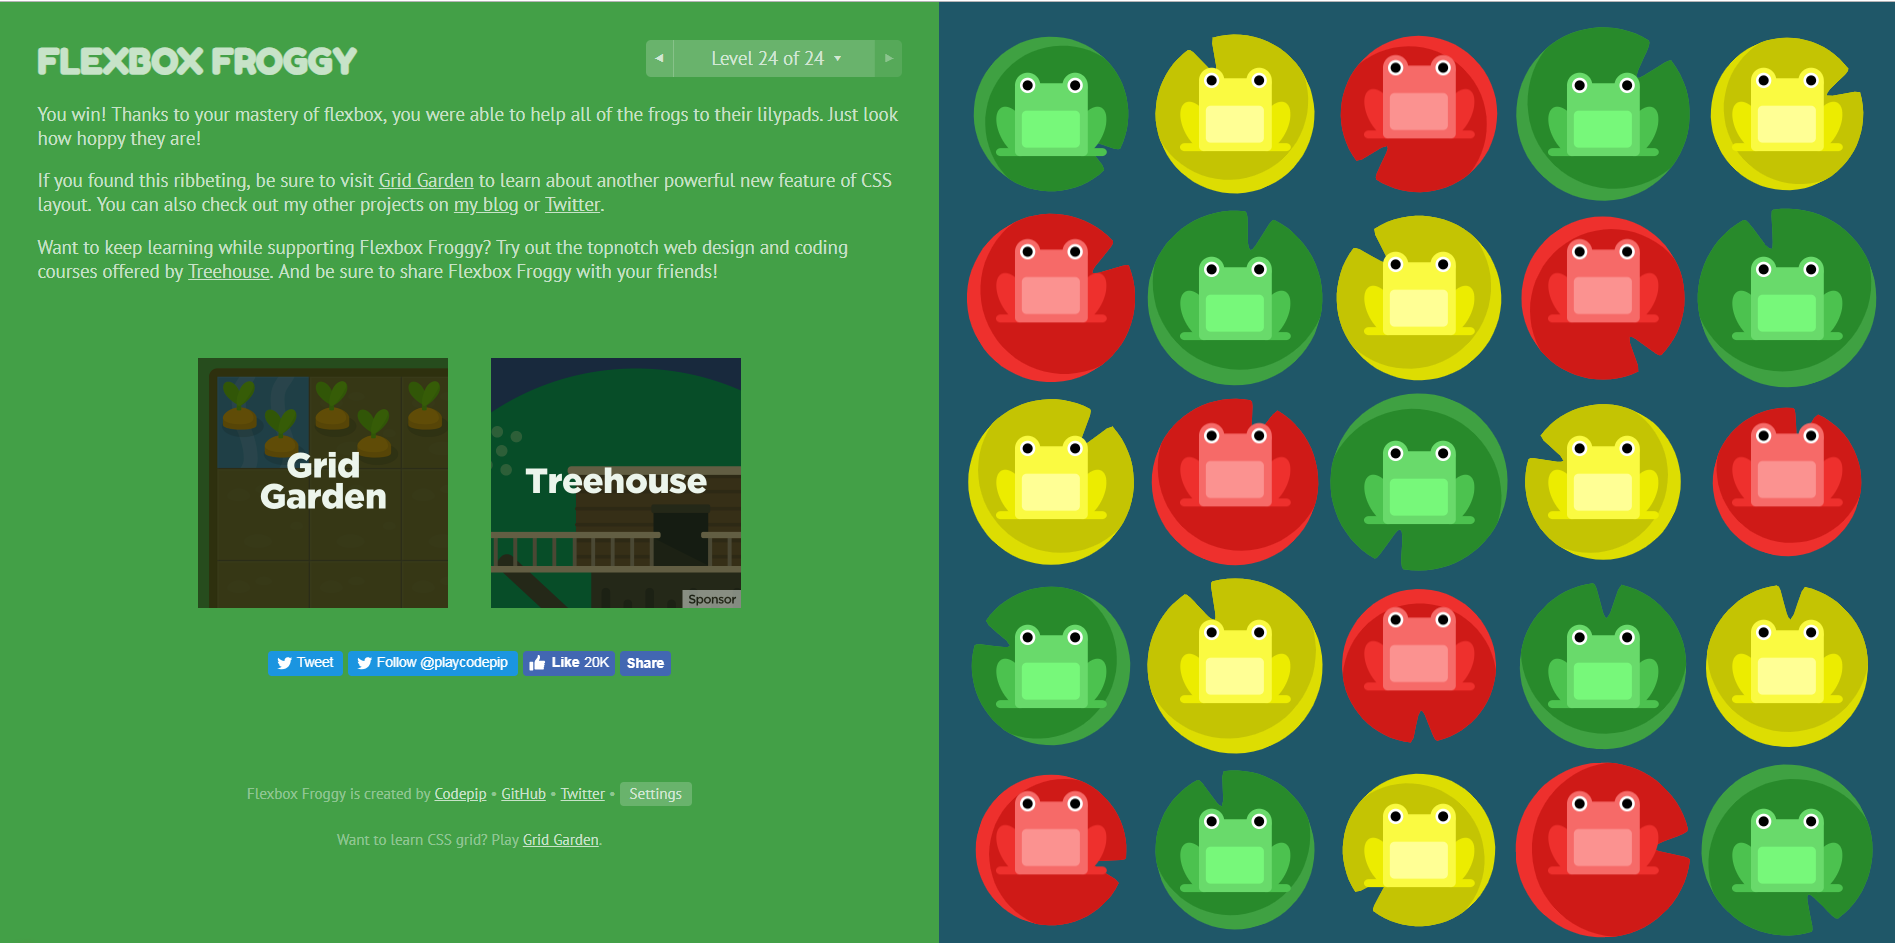 FLEXBOX FROGGY
◄ Level 24 of 24 ▼ ►
You win! Thanks to your mastery of flexbox, you were able to help all of the frogs to their lilypads. Just look
how hoppy they are!
If you found this ribbeting, be sure to visit Grid Garden to learn about another powerful new feature of CSS
layout. You can also check out my other projects on my blog or Twitter.
Want to keep learning while supporting Flexbox Froggy? Try out the topnotch web design and coding
courses offered by Treehouse. And be sure to share Flexbox Froggy with your friends!
Grid
Garden
Treehouse
Sponsor
Tweet Follow @playcodepip Like 20K Share
Flexbox Froggy is created by Codepip • GitHub • Twitter • Settings
Want to learn CSS grid? Play Grid Garden.